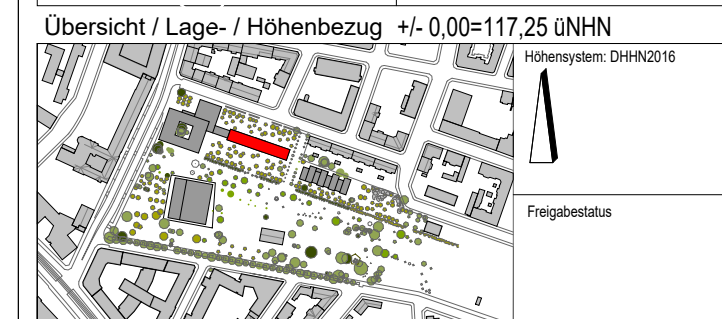 Übersicht / Lage- / Höhenbezug +/- 0,00=117,25 üNHN
Höhensystem: DHHN2016
Freigabestatus